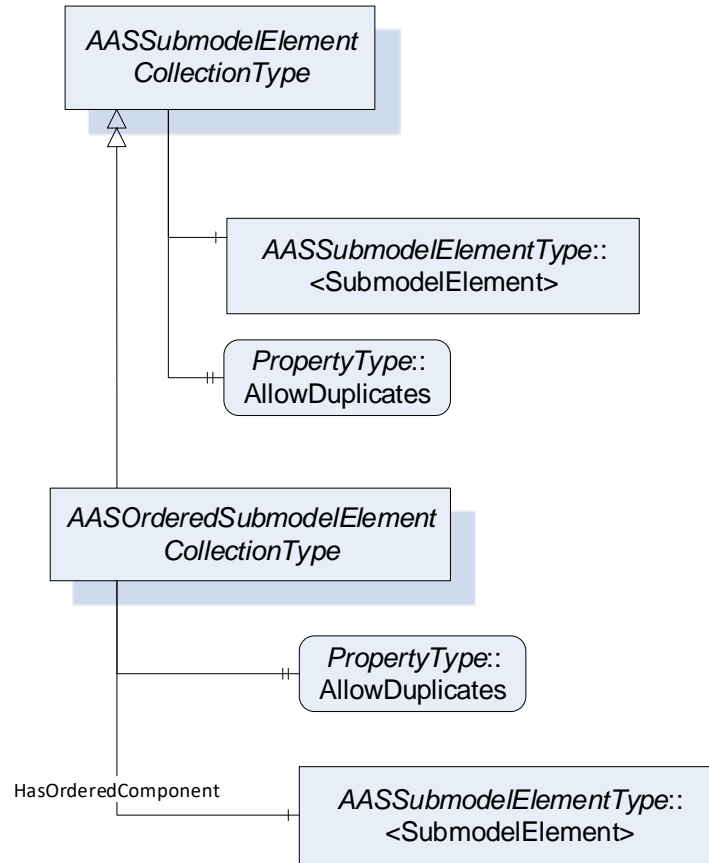 AASSubmodelElement
CollectionType
AASSubmodelElementType::
<SubmodelElement>
PropertyType::
AllowDuplicates
AASOrderedSubmodelElement
CollectionType
PropertyType::
AllowDuplicates
HasOrderedComponent
AASSubmodelElementType::
<SubmodelElement>